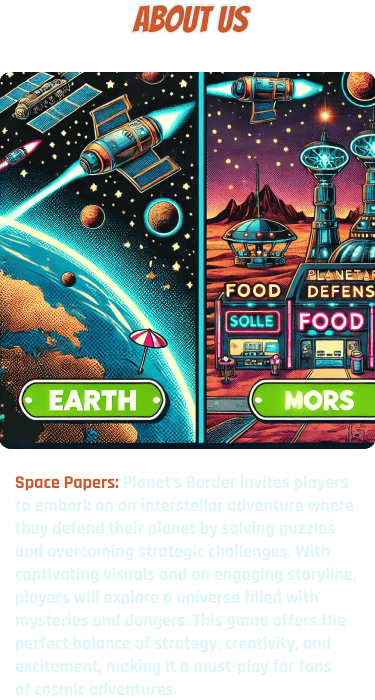 ABOUT US
PLANETAR
FOOD DEFENS
SOLLE FOOD
EARTH
MORS
Space Papers: Planet's Border invites players
to embark on an interstellar adventure where
they defend their planet by solving puzzles
and overcoming strategic challenges. With
captivating visuals and an engaging storyline,
players will explore a universe filled with
mysteries and dangers. This game offers the
perfect balance of strategy, creativity, and
excitement, making it a must-play for fans
of cosmic adventures.